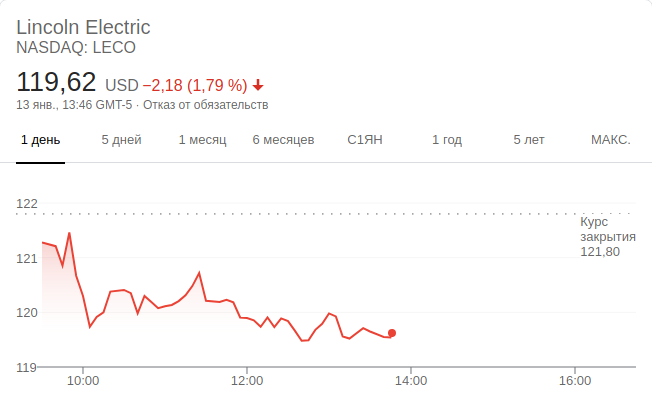 Lincoln Electric
NASDAQ: LECO
119,62 USD −2,18 (1,79 %)
13 янв., 13:46 GMT-5 · Отказ от обязательств
1 день 5 дней 1 месяц 6 месяцев С1ЯН 1 год 5 лет МАКС.
122
Курс
закрытия
121,80
121
120
119
10:00 12:00 14:00 16:00